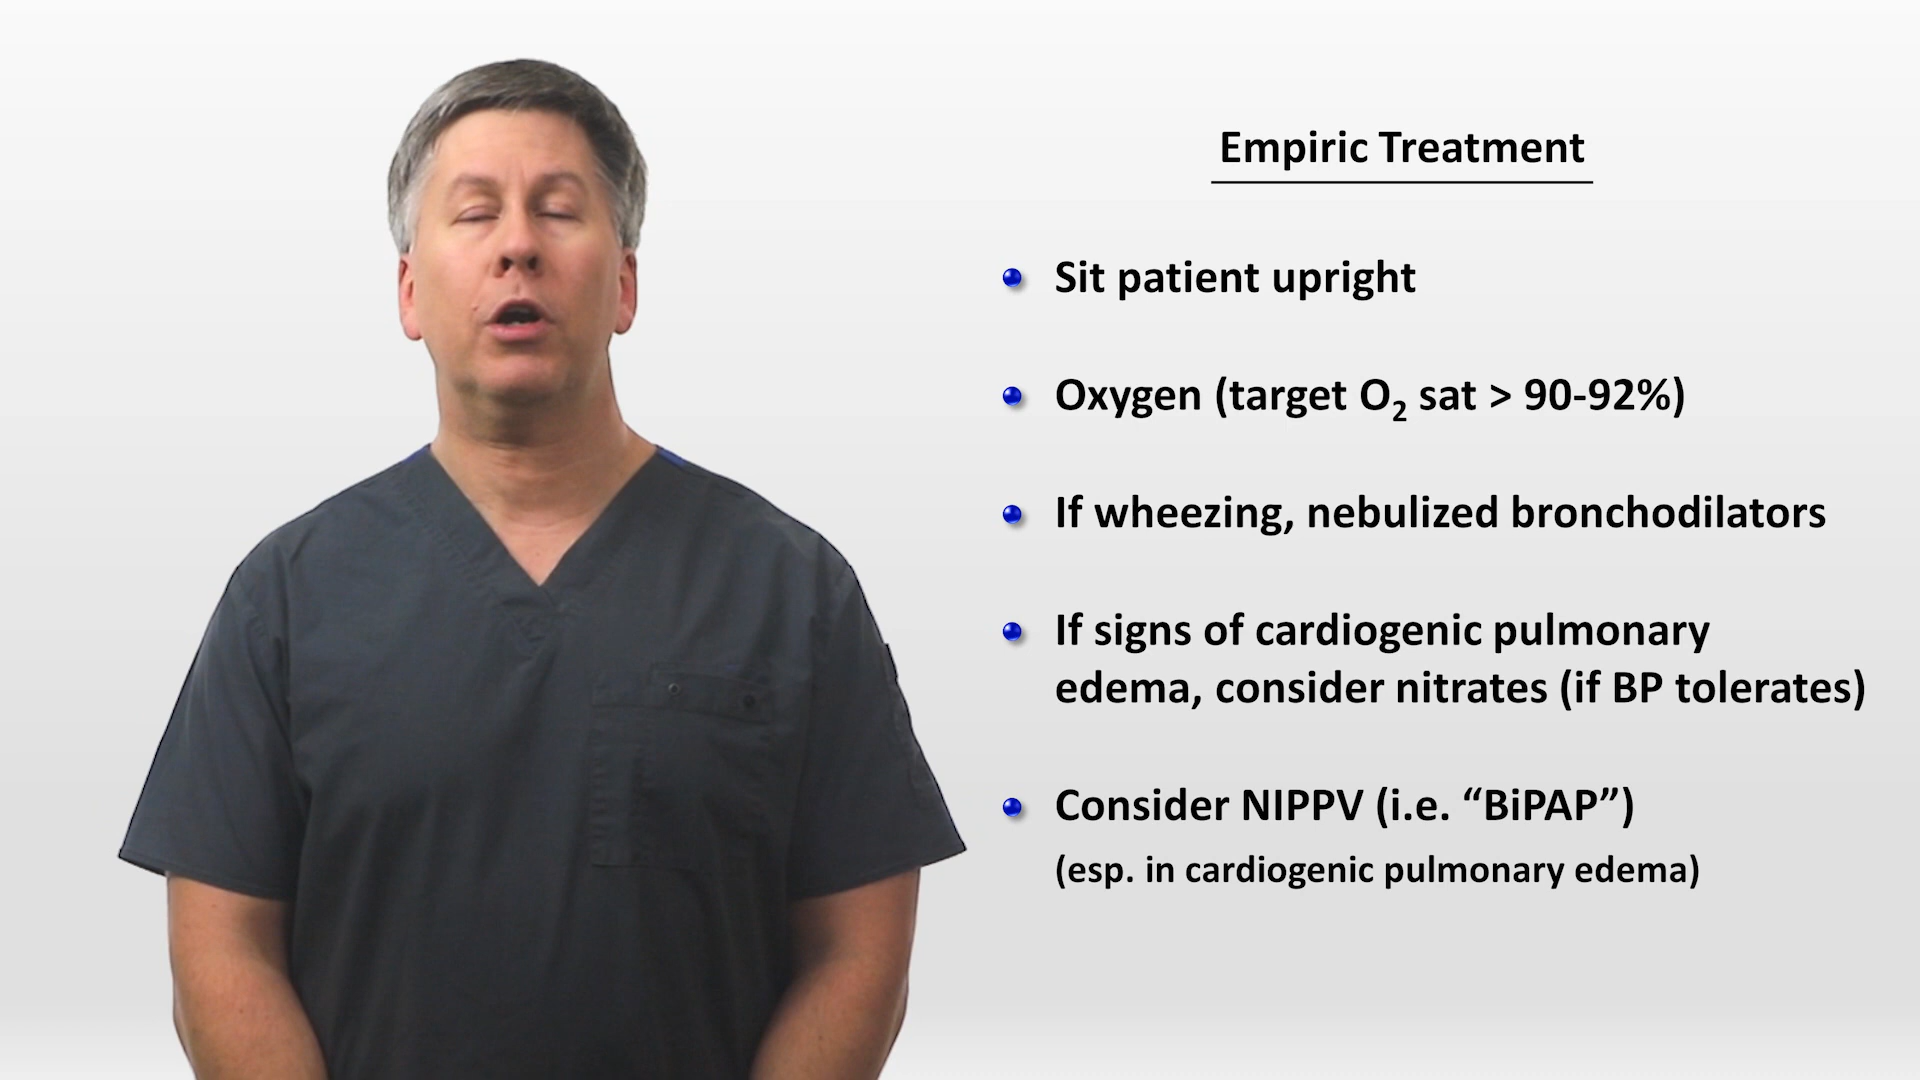 Empiric Treatment
Sit patient upright
Oxygen (target O₂ sat > 90-92%)
If wheezing, nebulized bronchodilators
If signs of cardiogenic pulmonary
edema, consider nitrates (if BP tolerates)
Consider NIPPV (i.e. “BiPAP”)
(esp. in cardiogenic pulmonary edema)